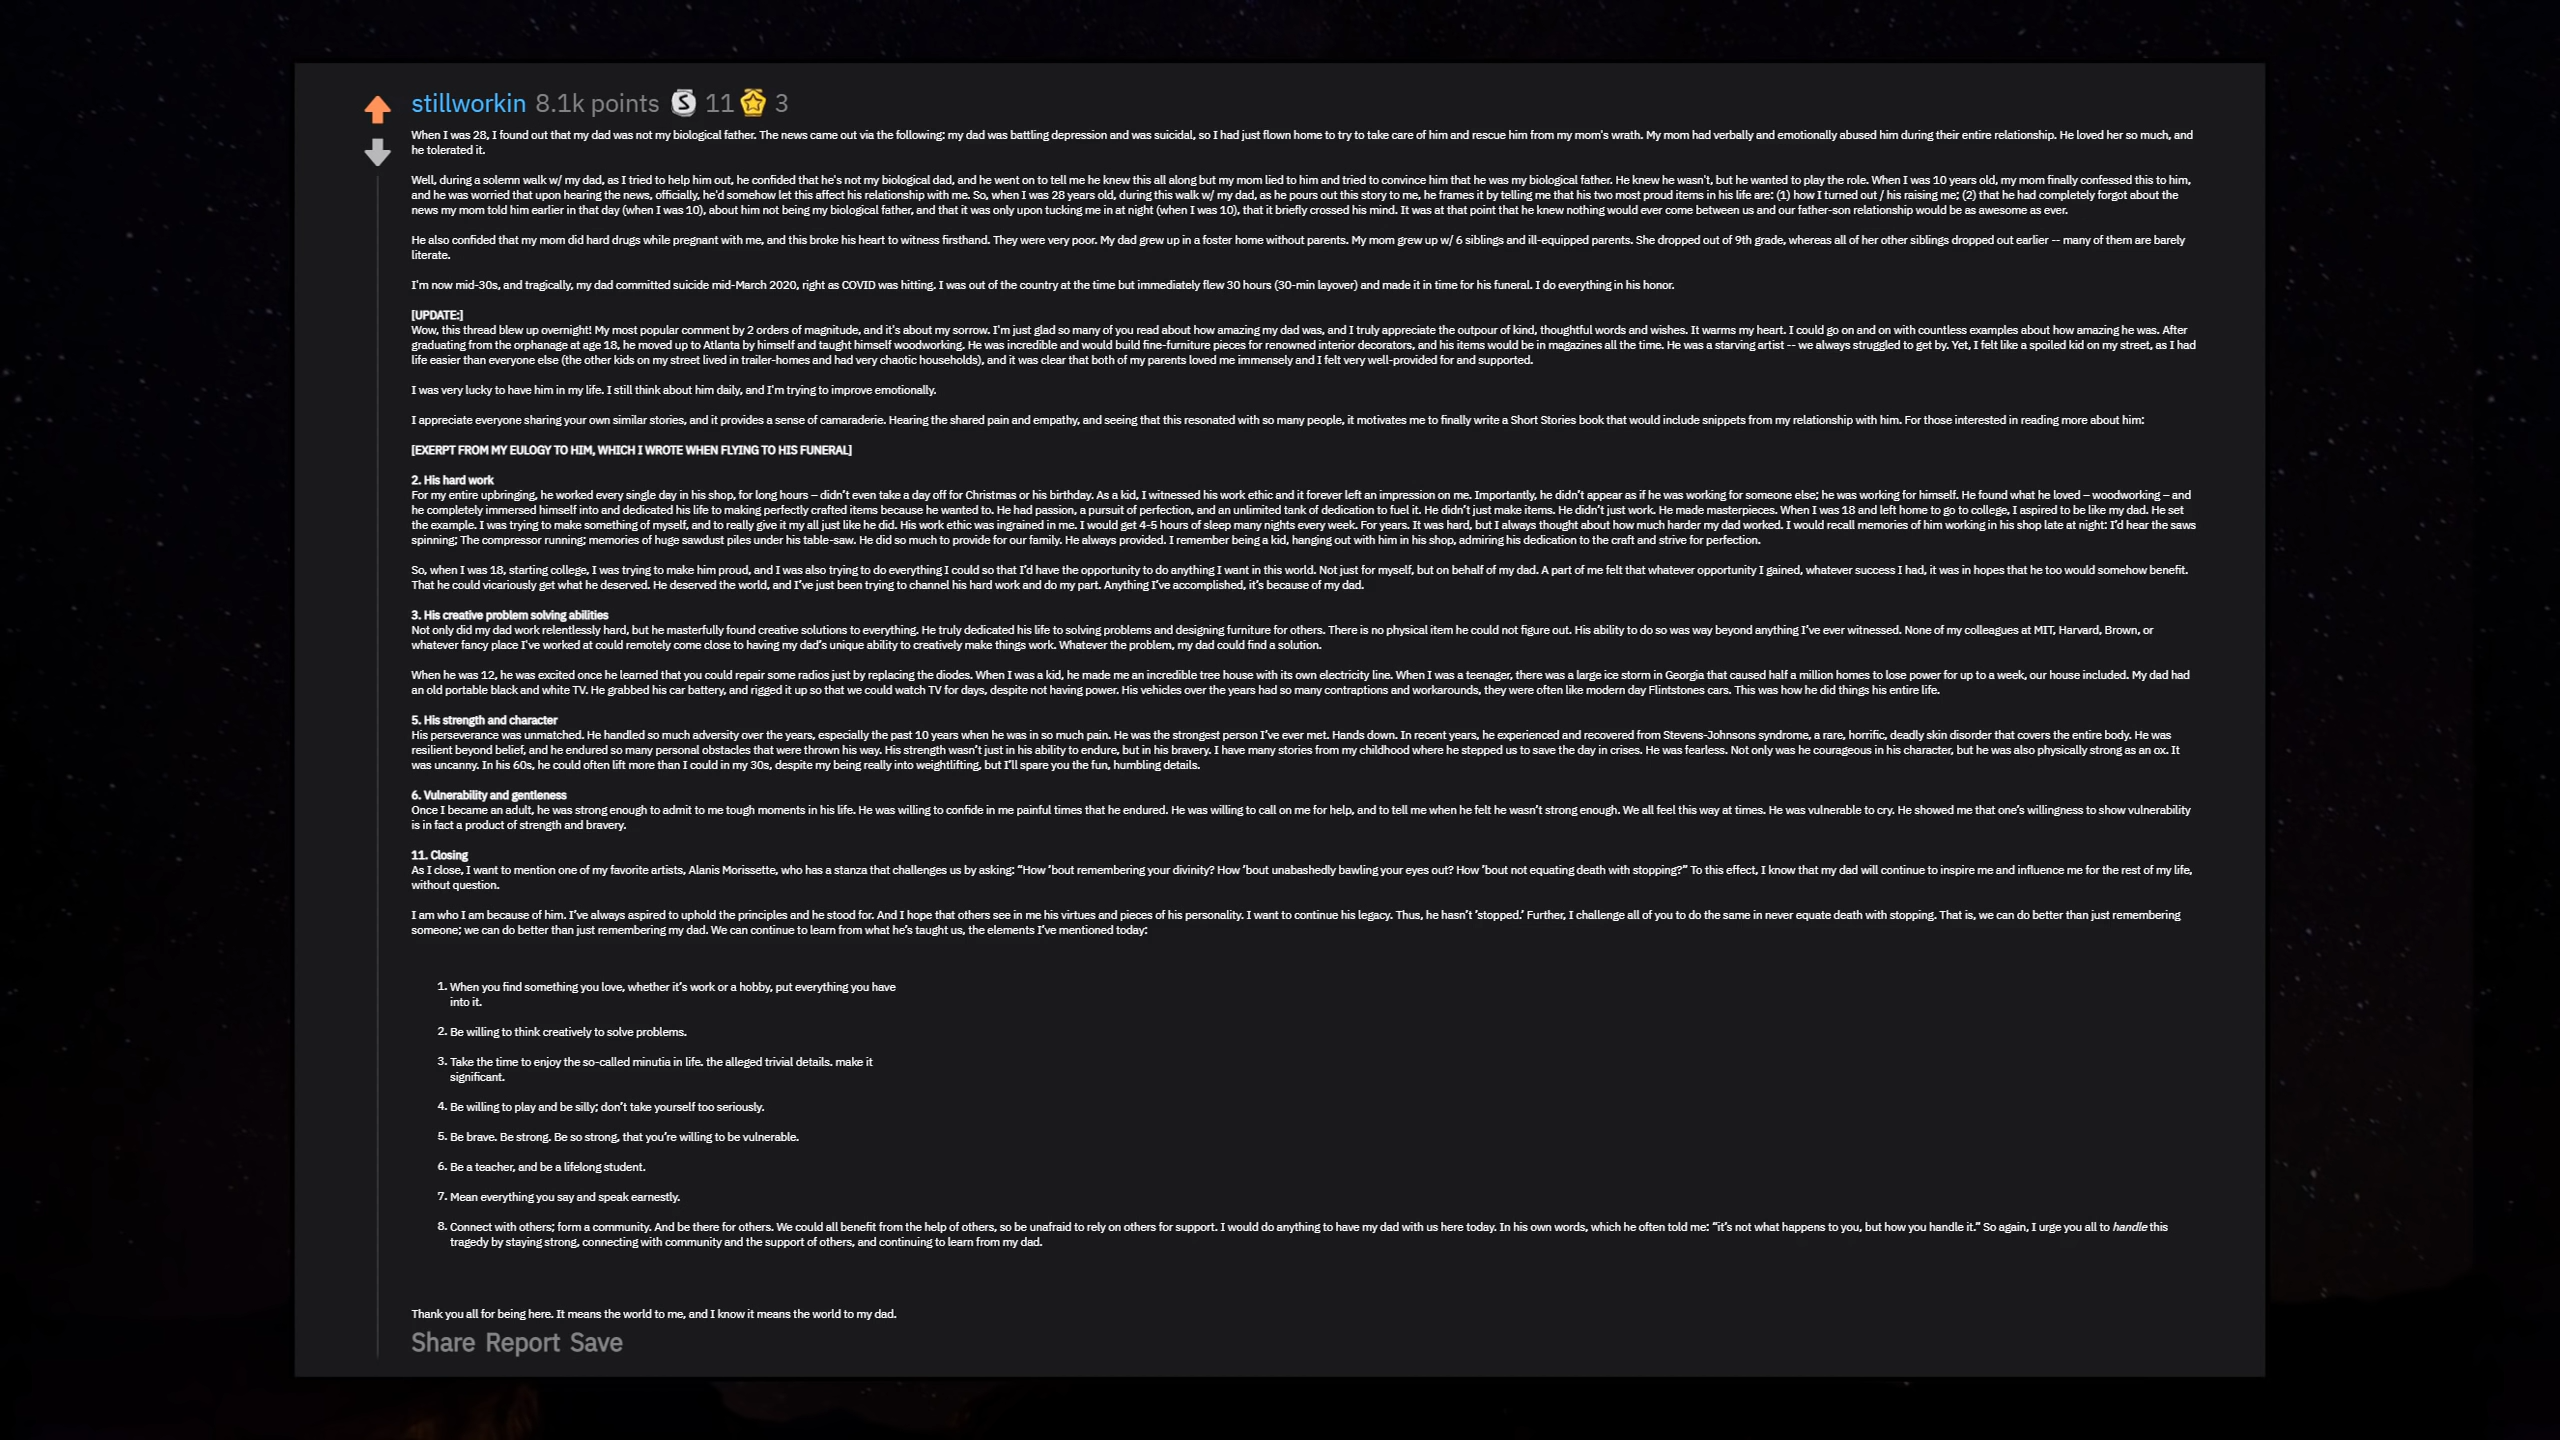 stillworkin 8.1k points S 11 3
When I was 28, I found out that my dad was not my biological father. The news came out via the following: my dad was battling depression and was suicidal, so I had just flown home to try to take care of him and rescue him from my mom's wrath. My mom had verbally and emotionally abused him during their entire relationship. He loved her so much, and
he tolerated it.
Well, during a solemn walk w/ my dad, as I tried to help him out, he confided that he's not my biological dad, and he went on to tell me he knew this all along but my mom lied to him and tried to convince him that he was my biological father. He knew he wasn't, but he wanted to play the role. When I was 10 years old, my mom finally confessed this to him,
and he was worried that upon hearing the news, officially, he'd somehow let this affect his relationship with me. So, when I was 28 years old, during this walk w/ my dad, as he pours out this story to me, he frames it by telling me that his two most proud items in his life are: (1) how I turned out / his raising me; (2) that he had completely forgot about the
news my mom told him earlier in that day (when I was 10), about him not being my biological father, and that it was only upon tucking me in at night (when I was 10), that it briefly crossed his mind. It was at that point that he knew nothing would ever come between us and our father-son relationship would be as awesome as ever.
He also confided that my mom did hard drugs while pregnant with me, and this broke his heart to witness firsthand. They were very poor. My dad grew up in a foster home without parents. My mom grew up w/ 6 siblings and ill-equipped parents. She dropped out of 9th grade, whereas all of her other siblings dropped out earlier -- many of them are barely
literate.
I'm now mid-30s, and tragically, my dad committed suicide mid-March 2020, right as COVID was hitting. I was out of the country at the time but immediately flew 30 hours (30-min layover) and made it in time for his funeral. I do everything in his honor.
[UPDATE:]
Wow, this thread blew up overnight! My most popular comment by 2 orders of magnitude, and it's about my sorrow. I'm just glad so many of you read about how amazing my dad was, and I truly appreciate the outpour of kind, thoughtful words and wishes. It warms my heart. I could go on and on with countless examples about how amazing he was. After
graduating from the orphanage at age 18, he moved up to Atlanta by himself and taught himself woodworking. He was incredible and would build fine-furniture pieces for renowned interior decorators, and his items would be in magazines all the time. He was a starving artist -- we always struggled to get by. Yet, I felt like a spoiled kid on my street, as I had
life easier than everyone else (the other kids on my street lived in trailer-homes and had very chaotic households), and it was clear that both of my parents loved me immensely and I felt very well-provided for and supported.
I was very lucky to have him in my life. I still think about him daily, and I'm trying to improve emotionally.
I appreciate everyone sharing your own similar stories, and it provides a sense of camaraderie. Hearing the shared pain and empathy, and seeing that this resonated with so many people, it motivates me to finally write a Short Stories book that would include snippets from my relationship with him. For those interested in reading more about him:
[EXERPT FROM MY EULOGY TO HIM, WHICH I WROTE WHEN FLYING TO HIS FUNERAL]
2. His hard work
For my entire upbringing, he worked every single day in his shop, for long hours – didn’t even take a day off for Christmas or his birthday. As a kid, I witnessed his work ethic and it forever left an impression on me. Importantly, he didn’t appear as if he was working for someone else; he was working for himself. He found what he loved – woodworking – and
he completely immersed himself into and dedicated his life to making perfectly crafted items because he wanted to. He had passion, a pursuit of perfection, and an unlimited tank of dedication to fuel it. He didn’t just make items. He didn’t just work. He made masterpieces. When I was 18 and left home to go to college, I aspired to be like my dad. He set
the example. I was trying to make something of myself, and to really give it my all just like he did. His work ethic was ingrained in me. I would get 4-5 hours of sleep many nights every week. For years. It was hard, but I always thought about how much harder my dad worked. I would recall memories of him working in his shop late at night: I’d hear the saws
spinning; The compressor running; memories of huge sawdust piles under his table-saw. He did so much to provide for our family. He always provided. I remember being a kid, hanging out with him in his shop, admiring his dedication to the craft and strive for perfection.
So, when I was 18, starting college, I was trying to make him proud, and I was also trying to do everything I could so that I’d have the opportunity to do anything I want in this world. Not just for myself, but on behalf of my dad. A part of me felt that whatever opportunity I gained, whatever success I had, it was in hopes that he too would somehow benefit.
That he could vicariously get what he deserved. He deserved the world, and I’ve just been trying to channel his hard work and do my part. Anything I’ve accomplished, it’s because of my dad.
3. His creative problem solving abilities
Not only did my dad work relentlessly hard, but he masterfully found creative solutions to everything. He truly dedicated his life to solving problems and designing furniture for others. There is no physical item he could not figure out. His ability to do so was way beyond anything I’ve ever witnessed. None of my colleagues at MIT, Harvard, Brown, or
whatever fancy place I’ve worked at could remotely come close to having my dad’s unique ability to creatively make things work. Whatever the problem, my dad could find a solution.
When he was 12, he was excited once he learned that you could repair some radios just by replacing the diodes. When I was a kid, he made me an incredible tree house with its own electricity line. When I was a teenager, there was a large ice storm in Georgia that caused half a million homes to lose power for up to a week, our house included. My dad had
an old portable black and white TV. He grabbed his car battery, and rigged it up so that we could watch TV for days, despite not having power. His vehicles over the years had so many contraptions and workarounds, they were often like modern day Flintstones cars. This was how he did things his entire life.
5. His strength and character
His perseverance was unmatched. He handled so much adversity over the years, especially the past 10 years when he was in so much pain. He was the strongest person I’ve ever met. Hands down. In recent years, he experienced and recovered from Stevens-Johnsons syndrome, a rare, horrific, deadly skin disorder that covers the entire body. He was
resilient beyond belief, and he endured so many personal obstacles that were thrown his way. His strength wasn’t just in his ability to endure, but in his bravery. I have many stories from my childhood where he stepped us to save the day in crises. He was fearless. Not only was he courageous in his character, but he was also physically strong as an ox. It
was uncanny. In his 60s, he could often lift more than I could in my 30s, despite my being really into weightlifting, but I’ll spare you the fun, humbling details.
6. Vulnerability and gentleness
Once I became an adult, he was strong enough to admit to me tough moments in his life. He was willing to confide in me painful times that he endured. He was willing to call on me for help, and to tell me when he felt he wasn’t strong enough. We all feel this way at times. He was vulnerable to cry. He showed me that one’s willingness to show vulnerability
is in fact a product of strength and bravery.
11. Closing
As I close, I want to mention one of my favorite artists, Alanis Morissette, who has a stanza that challenges us by asking: “How ’bout remembering your divinity? How ’bout unabashedly bawling your eyes out? How ’bout not equating death with stopping?” To this effect, I know that my dad will continue to inspire me and influence me for the rest of my life,
without question.
I am who I am because of him. I’ve always aspired to uphold the principles and he stood for. And I hope that others see in me his virtues and pieces of his personality. I want to continue his legacy. Thus, he hasn’t ‘stopped.’ Further, I challenge all of you to do the same in never equate death with stopping. That is, we can do better than just remembering
someone; we can do better than just remembering my dad. We can continue to learn from what he’s taught us, the elements I’ve mentioned today:
1. When you find something you love, whether it’s work or a hobby, put everything you have
into it.
2. Be willing to think creatively to solve problems.
3. Take the time to enjoy the so-called minutia in life. the alleged trivial details. make it
significant.
4. Be willing to play and be silly; don’t take yourself too seriously.
5. Be brave. Be strong. Be so strong, that you’re willing to be vulnerable.
6. Be a teacher, and be a lifelong student.
7. Mean everything you say and speak earnestly.
8. Connect with others; form a community. And be there for others. We could all benefit from the help of others, so be unafraid to rely on others for support. I would do anything to have my dad with us here today. In his own words, which he often told me: “it’s not what happens to you, but how you handle it.” So again, I urge you all to handle this
tragedy by staying strong, connecting with community and the support of others, and continuing to learn from my dad.
Thank you all for being here. It means the world to me, and I know it means the world to my dad.
Share Report Save